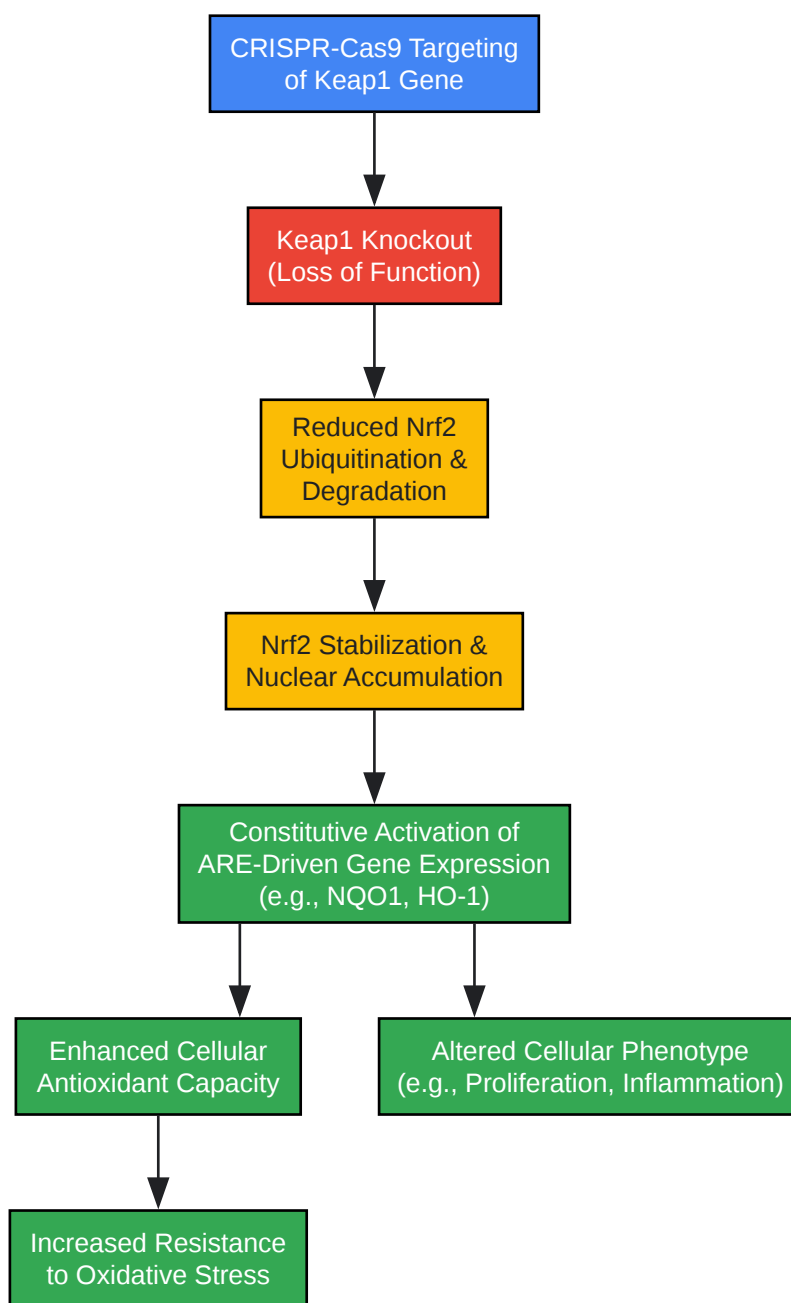 CRISPR-Cas9 Targeting
of Keap1 Gene
Keap1 Knockout
(Loss of Function)
Reduced Nrf2
Ubiquitination &
Degradation
Nrf2 Stabilization &
Nuclear Accumulation
Constitutive Activation of
ARE-Driven Gene Expression
(e.g., NQO1, HO-1)
Enhanced Cellular
Antioxidant Capacity
Altered Cellular Phenotype
(e.g., Proliferation, Inflammation)
Increased Resistance
to Oxidative Stress